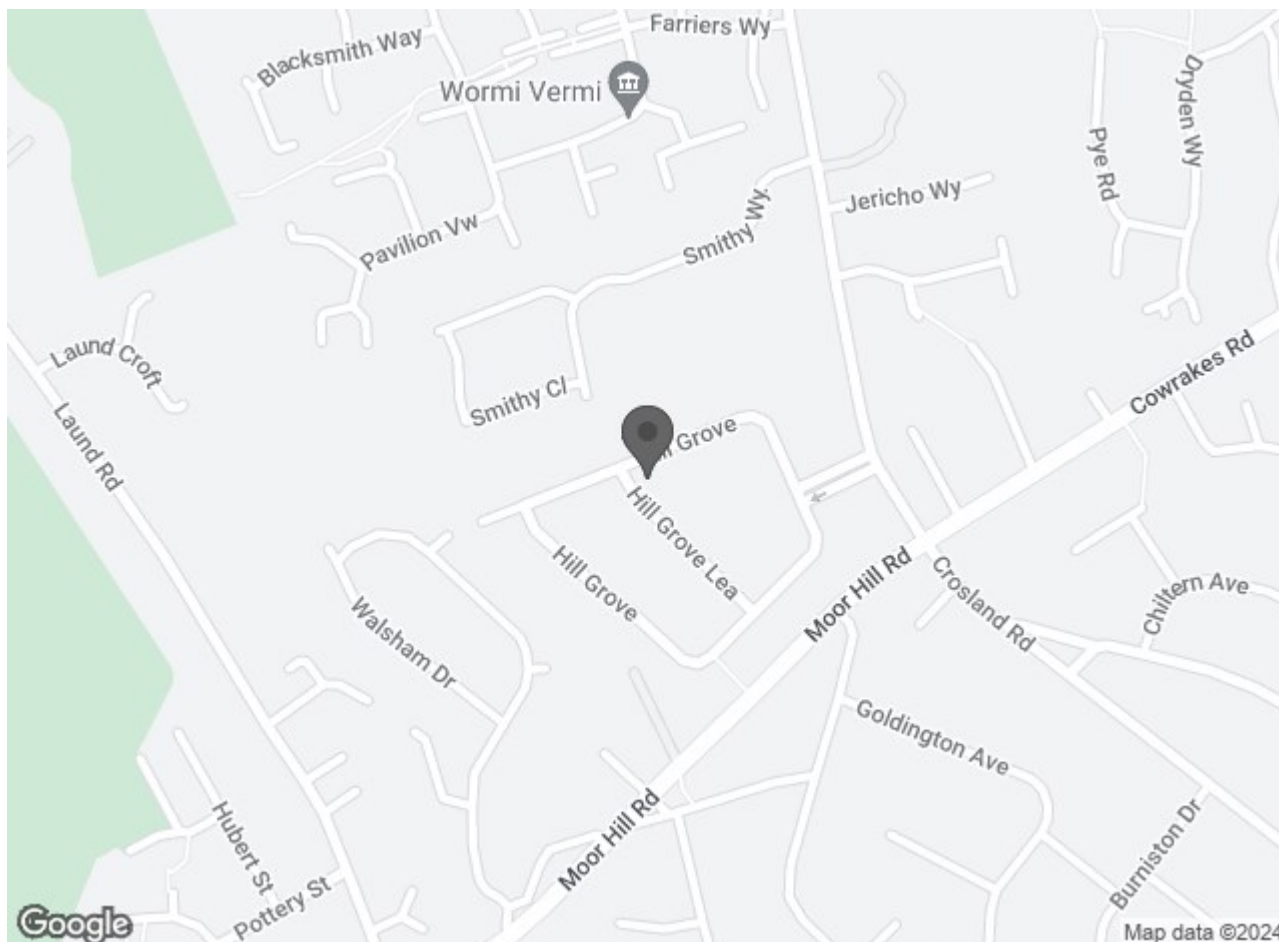 Farriers Wy
Blacksmith Way
Wormi Vermi
Dryden Wy
Pye Rd
Jericho Wy
Pavilion Vw
Smithy Wy
Laund Croft
Cowrakes Rd
Smithy Cl
Laund Rd
Grove
Hill Grove Lea
Hill Grove
Moor Hill Rd
Crosland Rd
Chiltern Ave
Walsham Dr
Goldington Ave
Moor Hill Rd
Hubert St
Burniston Dr
Pottery St
Google
Map data ©2024